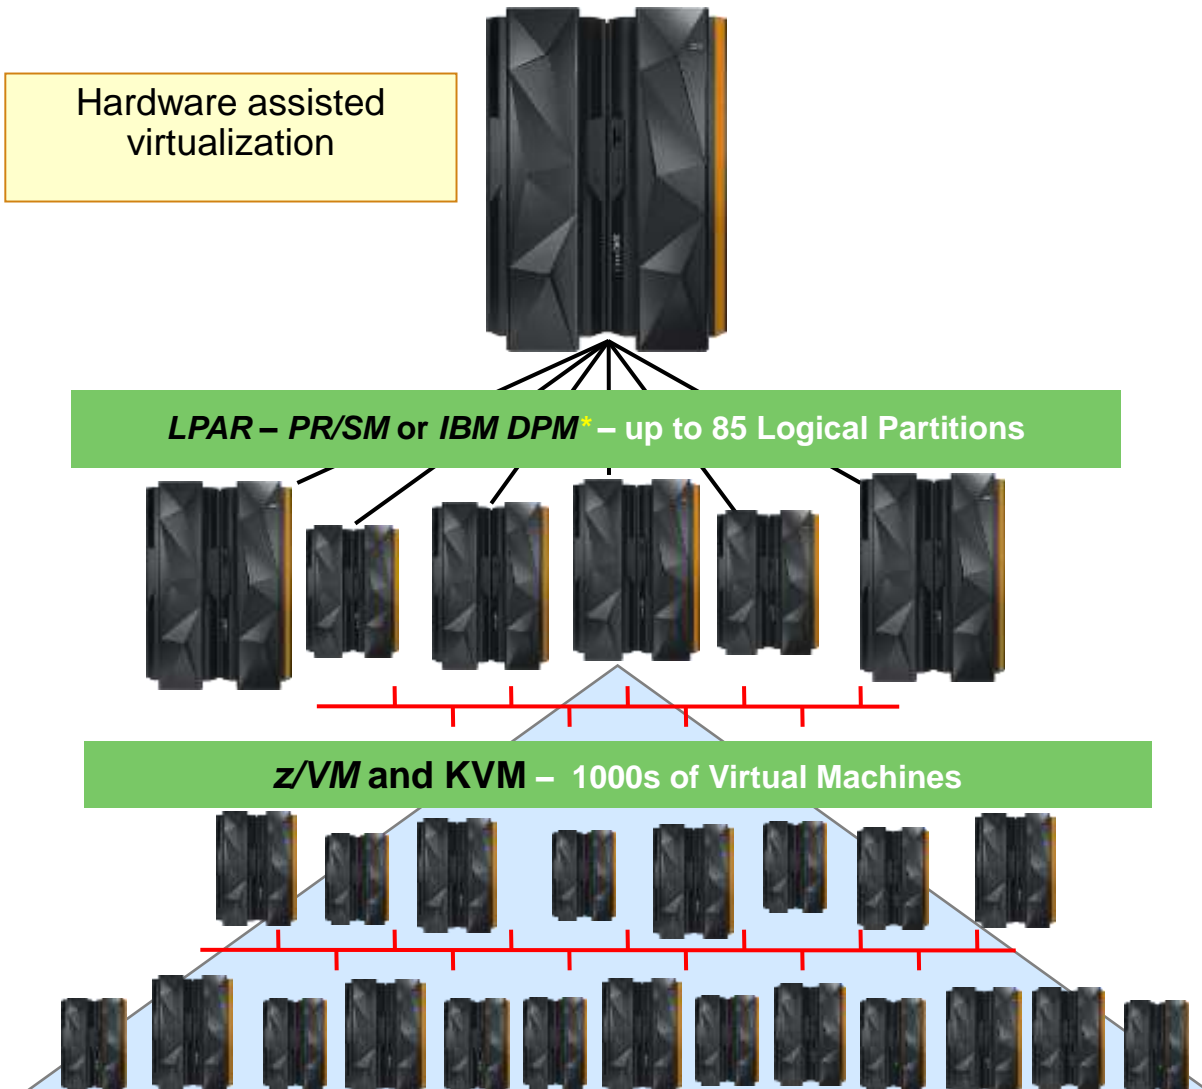 Hardware assisted
virtualization
LPAR – PR/SM or IBM DPM* – up to 85 Logical Partitions
z/VM and KVM – 1000s of Virtual Machines